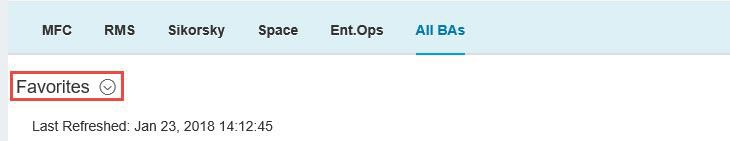 MFC RMS Sikorsky Space Ent.Ops All BAs
Favorites
Last Refreshed: Jan 23, 2018 14:12:45